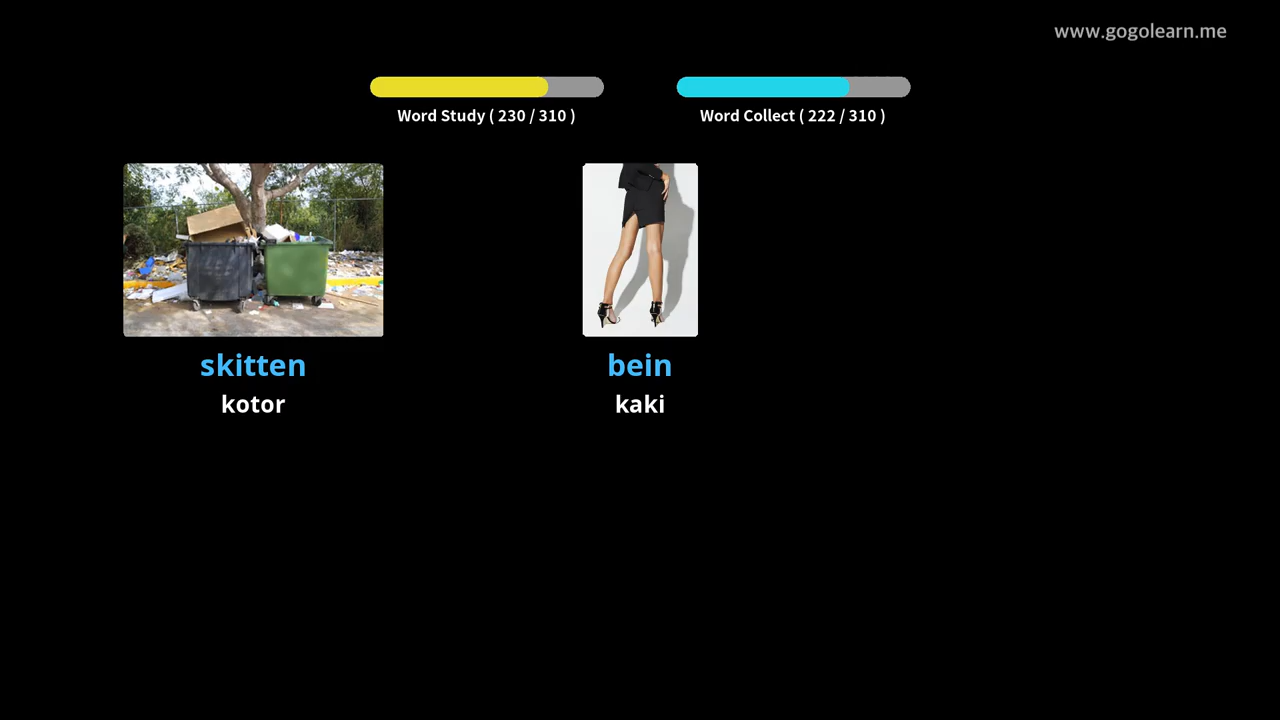 www.gogolearn.me
Word Study ( 230 / 310 )
Word Collect ( 222 / 310 )
skitten
kotor
bein
kaki